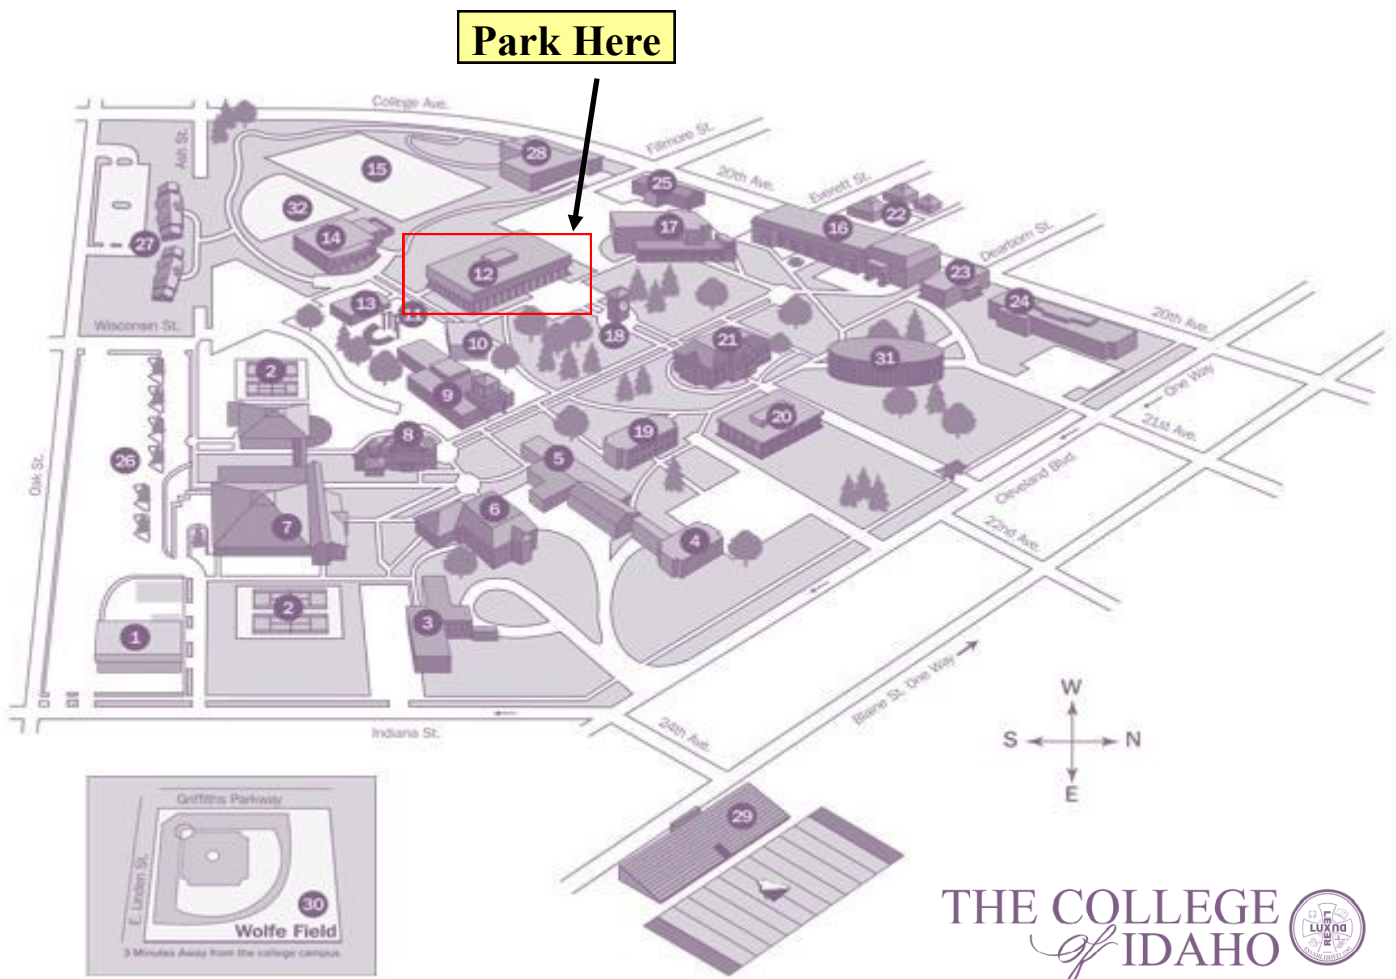 Park Here
College Ave.
Fillmore St.
20th Ave.
Everett St.
Dearborn St.
20th Ave.
One Way
21st Ave.
Cleveland Blvd.
22nd Ave.
Blaine St. One Way
24th Ave.
Indiana St.
Oak St.
Ash St.
Wisconsin St.
15
28
25
32
14
17
16
22
27
12
23
24
13
11
10
18
21
31
2
9
20
8
19
26
5
7
6
4
2
3
1
W
S
N
E
29
Griffiths Parkway
E. Linden St.
30
Wolfe Field
3 Minutes Away from the college campus
THE COLLEGE
of IDAHO
LUX
REX
DUX